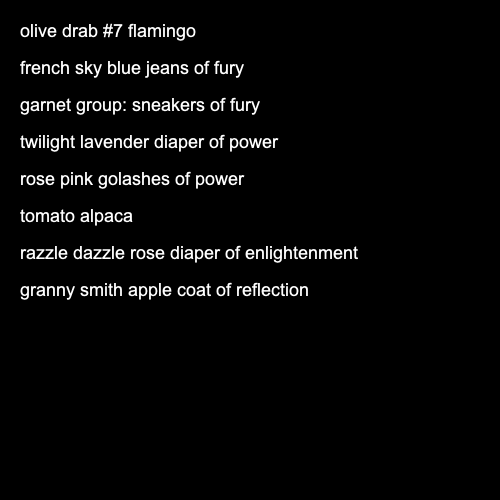 olive drab #7 flamingo
french sky blue jeans of fury
garnet group: sneakers of fury
twilight lavender diaper of power
rose pink golashes of power
tomato alpaca
razzle dazzle rose diaper of enlightenment
granny smith apple coat of reflection